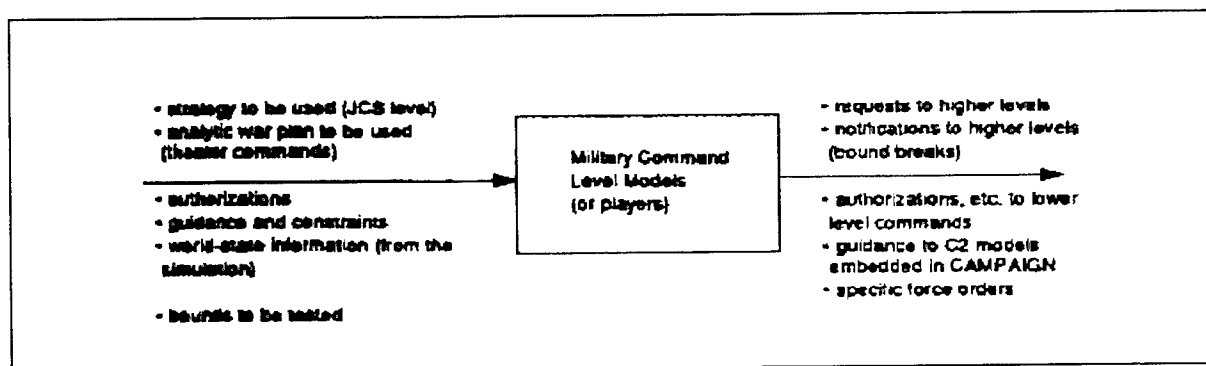 - strategy to be used (JCS level)
- analytic war plan to be used
(theater commands)
- authorizations
- guidance and constraints
- world-state information (from the
simulation)
- bounds to be tested
Military Command
Level Models
(or players)
- requests to higher levels
- notifications to higher levels
(bound breaks)
- authorizations, etc. to lower
level commands
- guidance to C2 models
embedded in CAMPAIGN
- specific force orders